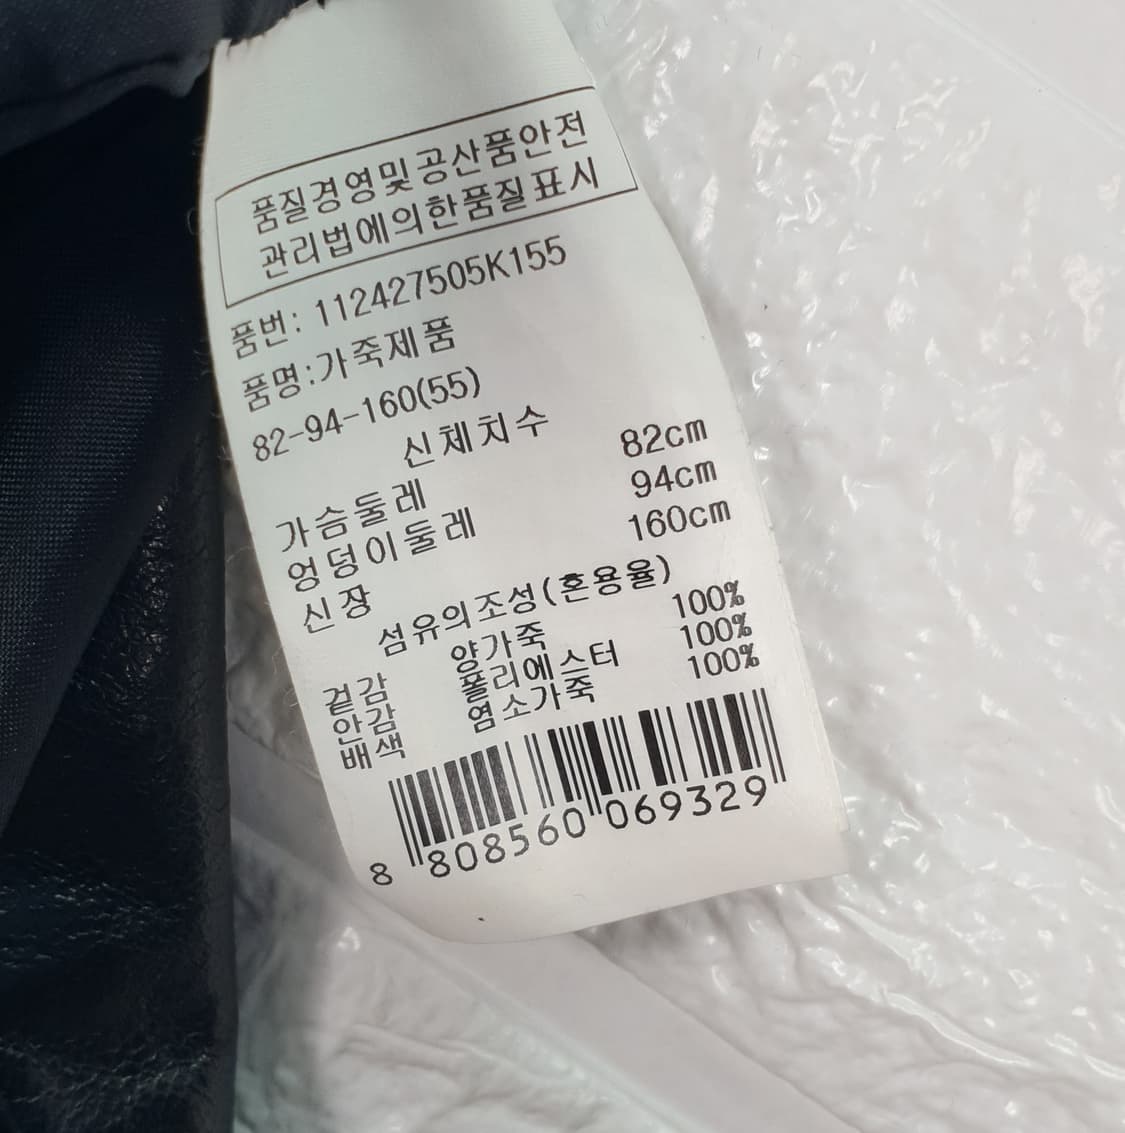 품질경영및공산품안전
관리법에의한품질표시
품번: 112427505K155
품명:가죽제품
82-94-160(55)
신체치수
가슴둘레 82cm
엉덩이둘레 94cm
신장 160cm
섬유의조성(혼용율)
겉감 양가죽 100%
안감 폴리에스터 100%
배색 염소가죽 100%
8 808560 069329